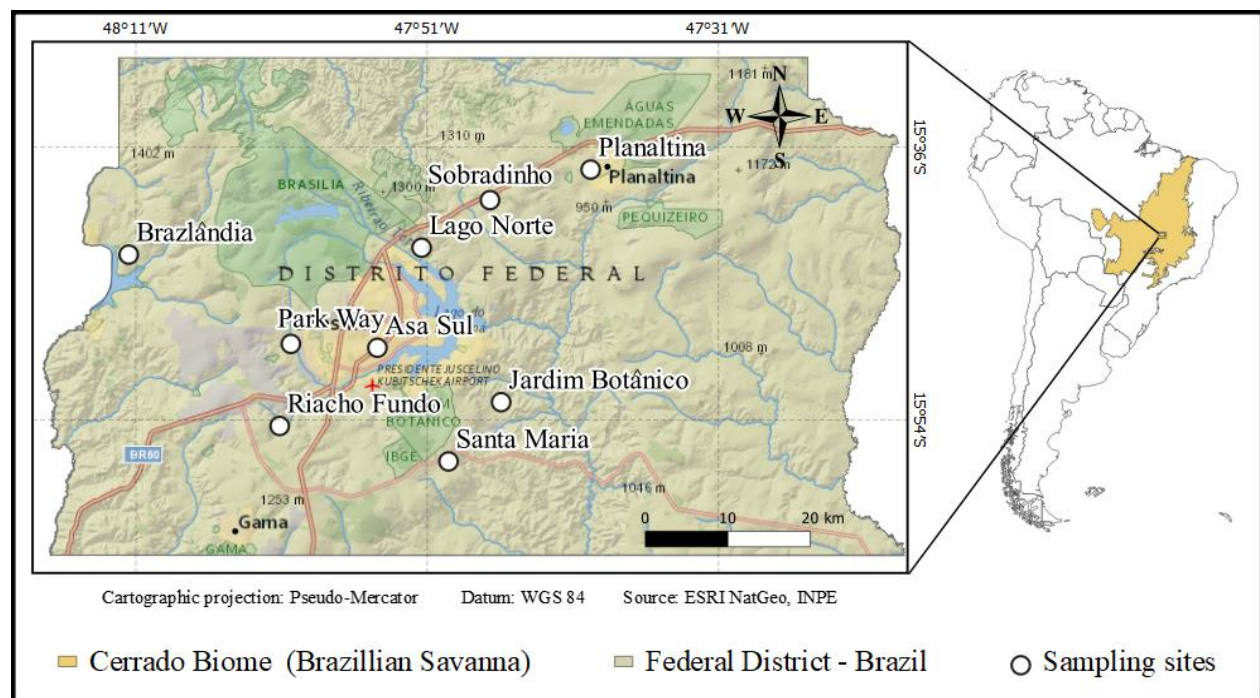 48°11'W
47°51'W
47°31'W
1181 m
N
W
E
S
ÁGUAS
EMENDADAS
1310 m
15°36'S
1402 m
Planaltina
Planaltina
1172 m
Sobradinho
BRASILIA
1300 m
Ribeirão
950 m
PEQUIZEIRO
Lago Norte
Brazlândia
DISTRITO FEDERAL
Park Way
Asa Sul
1008 m
PRESIDENTE JUSCELINO
KUBITSCHEK AIRPORT
Jardim Botânico
Riacho Fundo
BOTANICO
15°54'S
Santa Maria
BR60
IBGE
1046 m
1253 m
Gama
GAMA
0 10 20 km
Cartographic projection: Pseudo-Mercator Datum: WGS 84 Source: ESRI NatGeo, INPE
Cerrado Biome (Brazillian Savanna) Federal District - Brazil Sampling sites